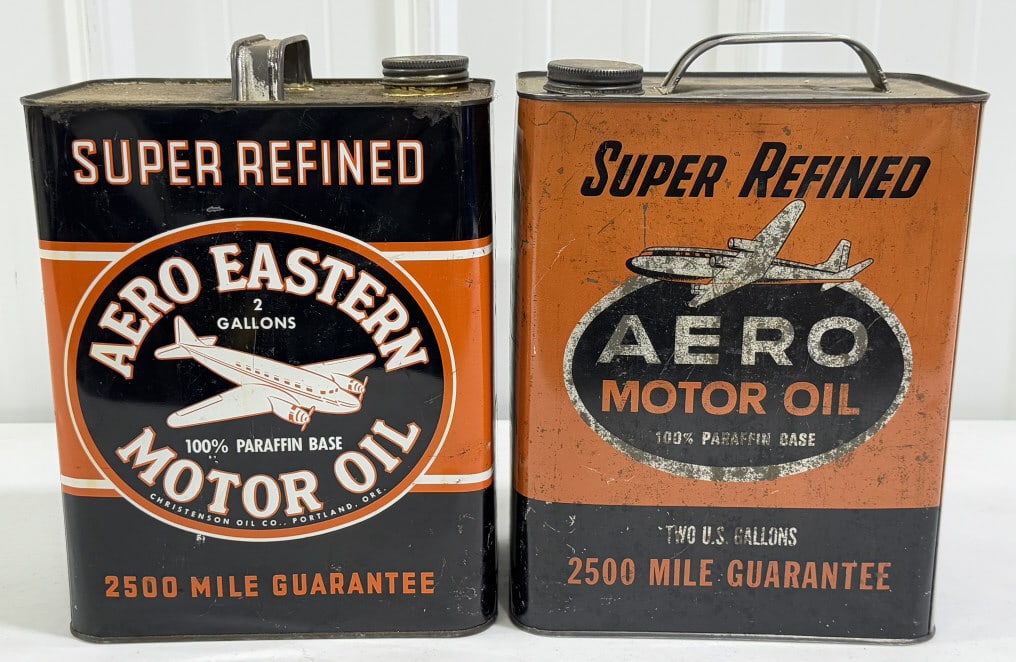 SUPER REFINED
AERO EASTERN
2
GALLONS
100% PARAFFIN BASE
MOTOR OIL
CHRISTENSON OIL CO., PORTLAND, ORE.
2500 MILE GUARANTEE
SUPER REFINED
AERO
MOTOR OIL
100% PARAFFIN BASE
TWO U.S. GALLONS
2500 MILE GUARANTEE